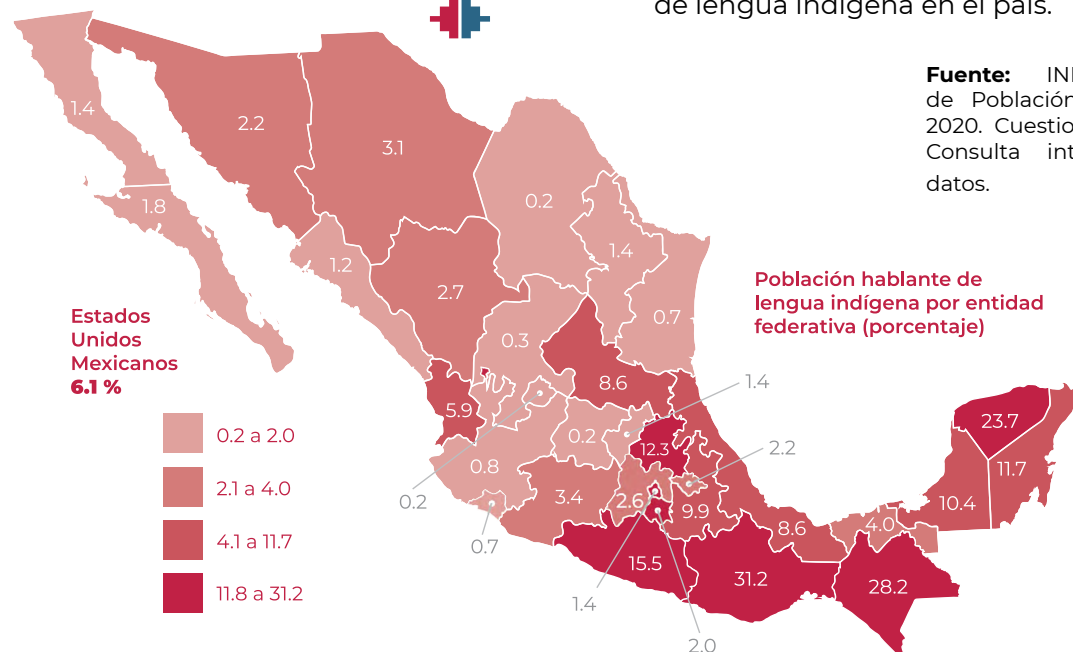 de lengua indígena en el país.
Fuente:
de Población
2020.
Consulta
datos.
Población hablante de
lengua indígena por entidad
federativa (porcentaje)
Estados
Unidos
Mexicanos
6.1 %
0.2 a 2.0
2.1 a 4.0
4.1 a 11.7
11.8 a 31.2
1.4
2.2
3.1
0.2
1.8
1.4
1.2
2.7
0.7
0.3
8.6
1.4
5.9
23.7
0.2
12.3
2.2
0.8
11.7
0.2
3.4
2.6
9.9
10.4
0.7
8.6
4.0
15.5
31.2
28.2
1.4
2.0